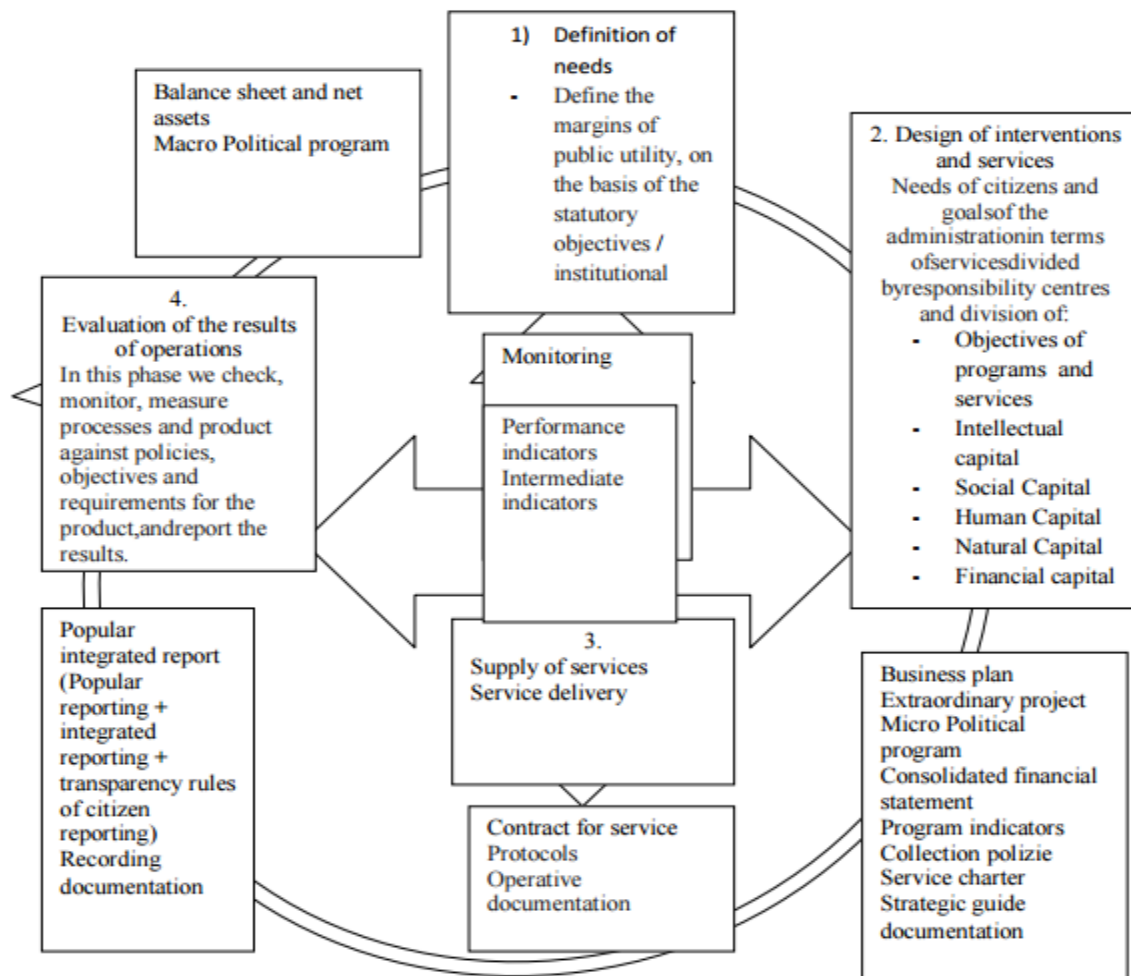 1) Definition of
needs
- Define the
margins of
public utility, on
the basis of the
statutory
objectives /
institutional
Balance sheet and net
assets
Macro Political program
2. Design of interventions
and services
Needs of citizens and
goalsof the
administrationin terms
ofservicesdivided
byresponsibility centres
and division of:
- Objectives of
programs and
services
- Intellectual
capital
- Social Capital
- Human Capital
- Natural Capital
- Financial capital
4.
Evaluation of the results
of operations
In this phase we check,
monitor, measure
processes and product
against policies,
objectives and
requirements for the
product,andreport the
results.
Monitoring
Performance
indicators
Intermediate
indicators
3.
Supply of services
Service delivery
Popular
integrated report
(Popular
reporting +
integrated
reporting +
transparency rules
of citizen
reporting)
Recording
documentation
Contract for service
Protocols
Operative
documentation
Business plan
Extraordinary project
Micro Political
program
Consolidated financial
statement
Program indicators
Collection polizie
Service charter
Strategic guide
documentation